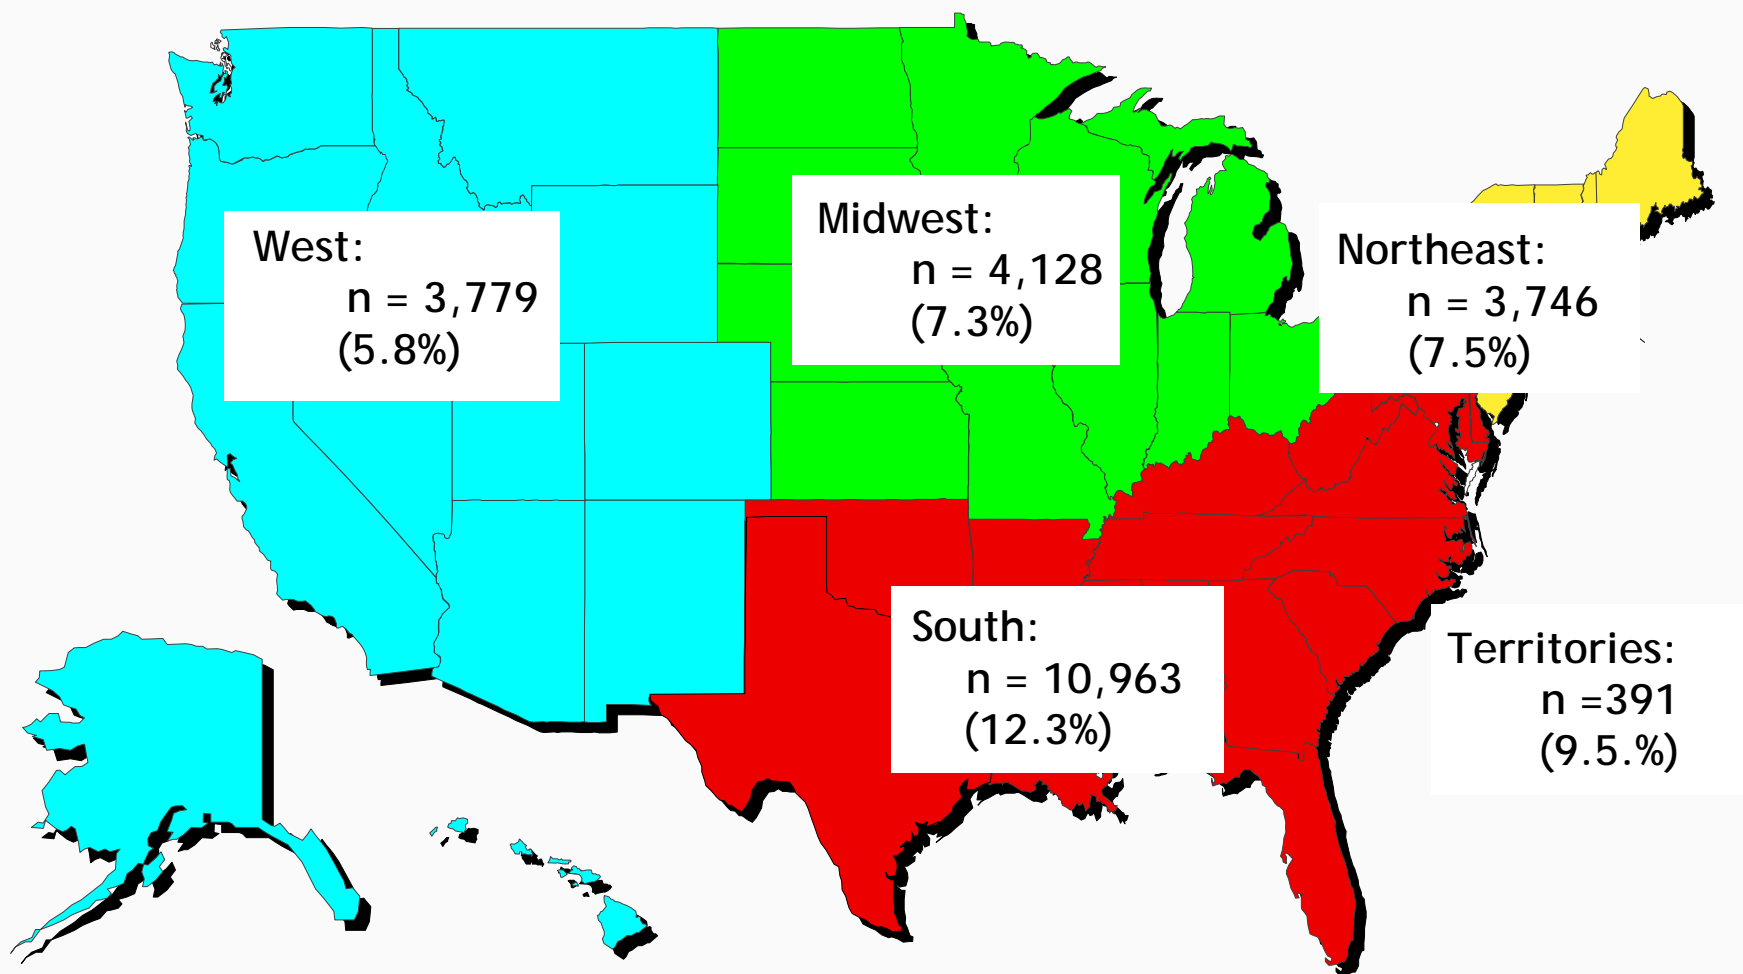 West:
n = 3,779
(5.8%)
Midwest:
n = 4,128
(7.3%)
Northeast:
n = 3,746
(7.5%)
South:
n = 10,963
(12.3%)
Territories:
n =391
(9.5.%)